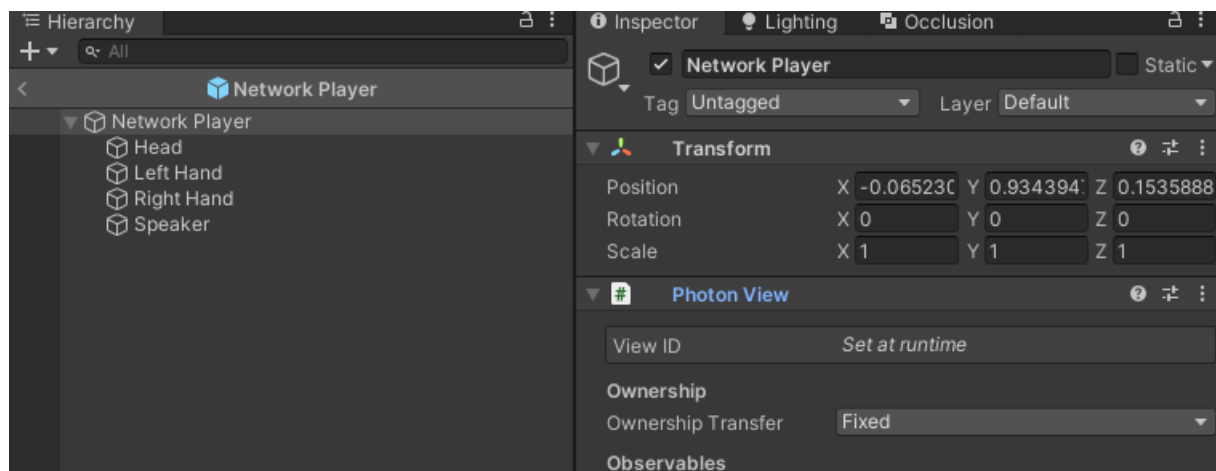 Hierarchy
All
Network Player
Network Player
Head
Left Hand
Right Hand
Speaker
Inspector Lighting Occlusion
Network Player Static
Tag Untagged Layer Default
Transform
Position X -0.06523 Y 0.934394 Z 0.1535888
Rotation X 0 Y 0 Z 0
Scale X 1 Y 1 Z 1
# Photon View
View ID Set at runtime
Ownership
Ownership Transfer Fixed
Observables